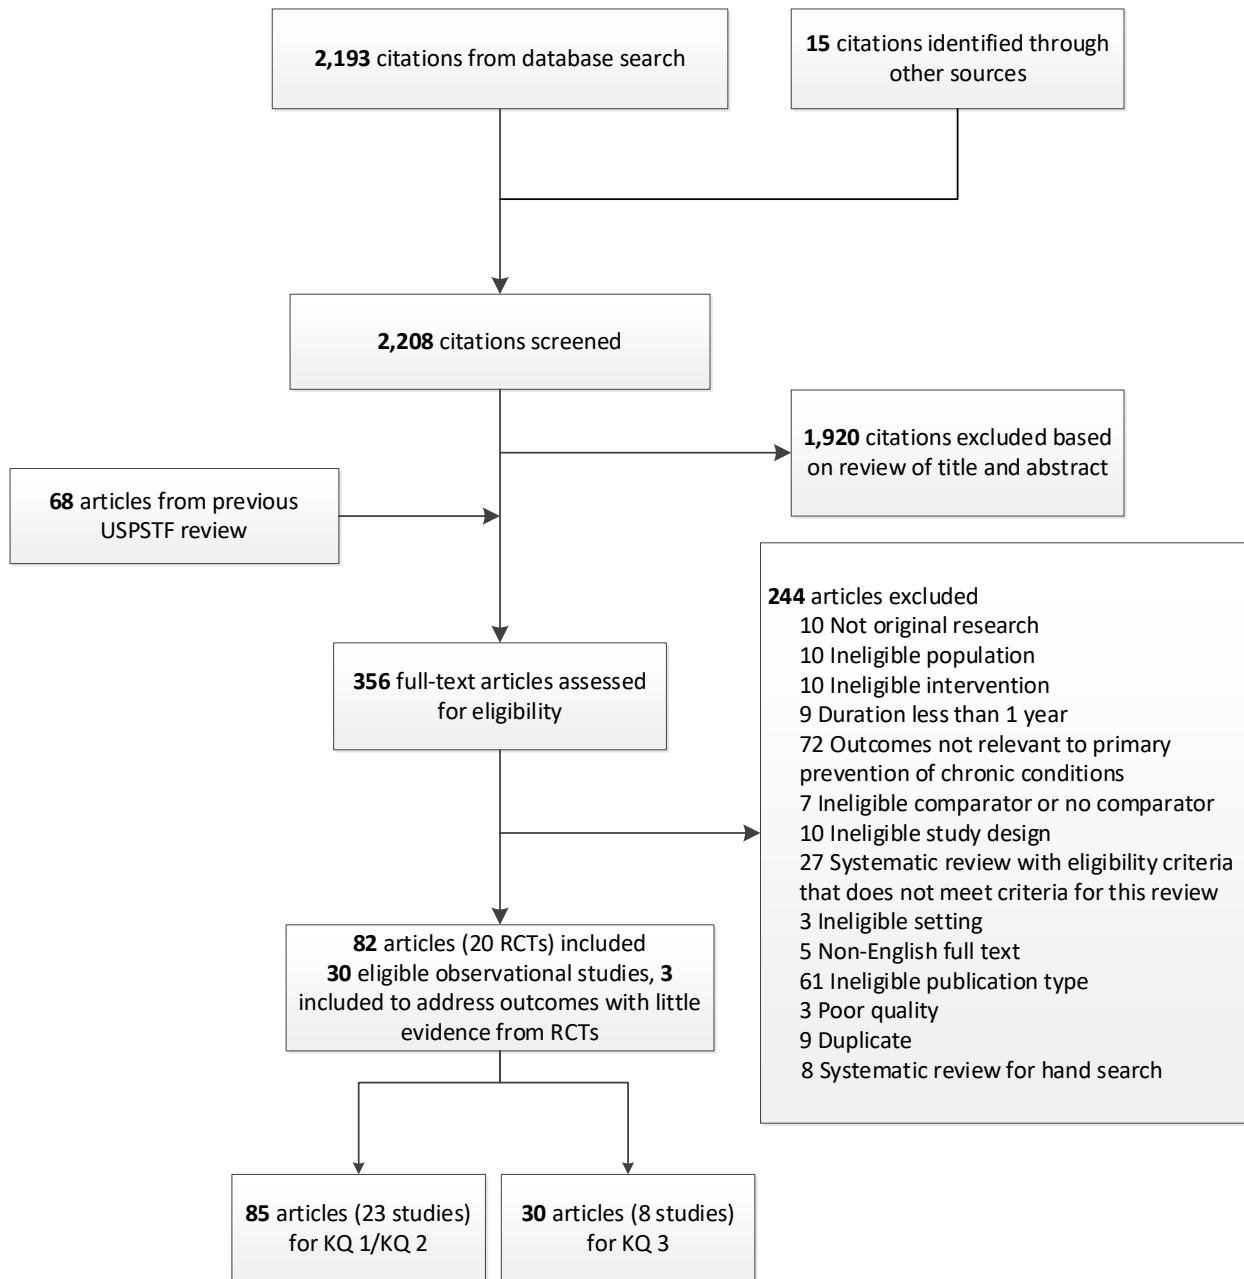 2,193 citations from database search
15 citations identified through
other sources
2,208 citations screened
1,920 citations excluded based
on review of title and abstract
68 articles from previous
USPSTF review
356 full-text articles assessed
for eligibility
244 articles excluded
10 Not original research
10 Ineligible population
10 Ineligible intervention
9 Duration less than 1 year
72 Outcomes not relevant to primary
prevention of chronic conditions
7 Ineligible comparator or no comparator
10 Ineligible study design
27 Systematic review with eligibility criteria
that does not meet criteria for this review
3 Ineligible setting
5 Non-English full text
61 Ineligible publication type
3 Poor quality
9 Duplicate
8 Systematic review for hand search
82 articles (20 RCTs) included
30 eligible observational studies, 3
included to address outcomes with little
evidence from RCTs
85 articles (23 studies)
for KQ 1/KQ 2
30 articles (8 studies)
for KQ 3